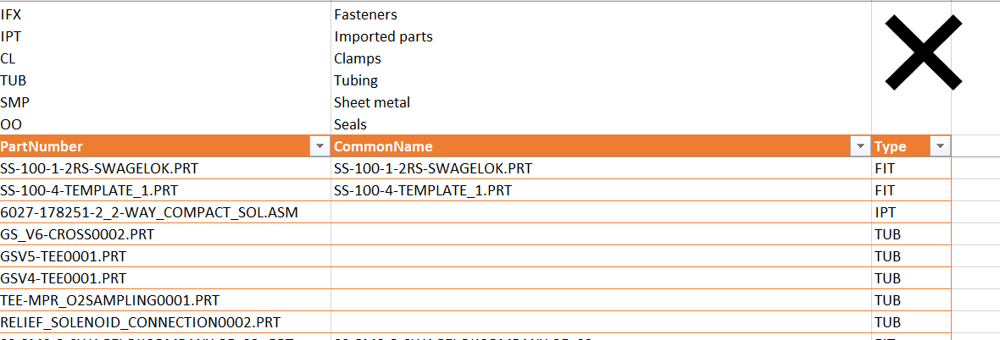 IFX Fasteners
IPT Imported parts
CL Clamps
TUB Tubing
SMP Sheet metal
OO Seals
PartNumber CommonName Type
SS-100-1-2RS-SWAGELOK.PRT SS-100-1-2RS-SWAGELOK.PRT FIT
SS-100-4-TEMPLATE_1.PRT SS-100-4-TEMPLATE_1.PRT FIT
6027-178251-2_2-WAY_COMPACT_SOL.ASM IPT
GS_V6-CROSS0002.PRT TUB
GSV5-TEE0001.PRT TUB
GSV4-TEE0001.PRT TUB
TEE-MPR_O2SAMPLING0001.PRT TUB
RELIEF_SOLENOID_CONNECTION0002.PRT TUB